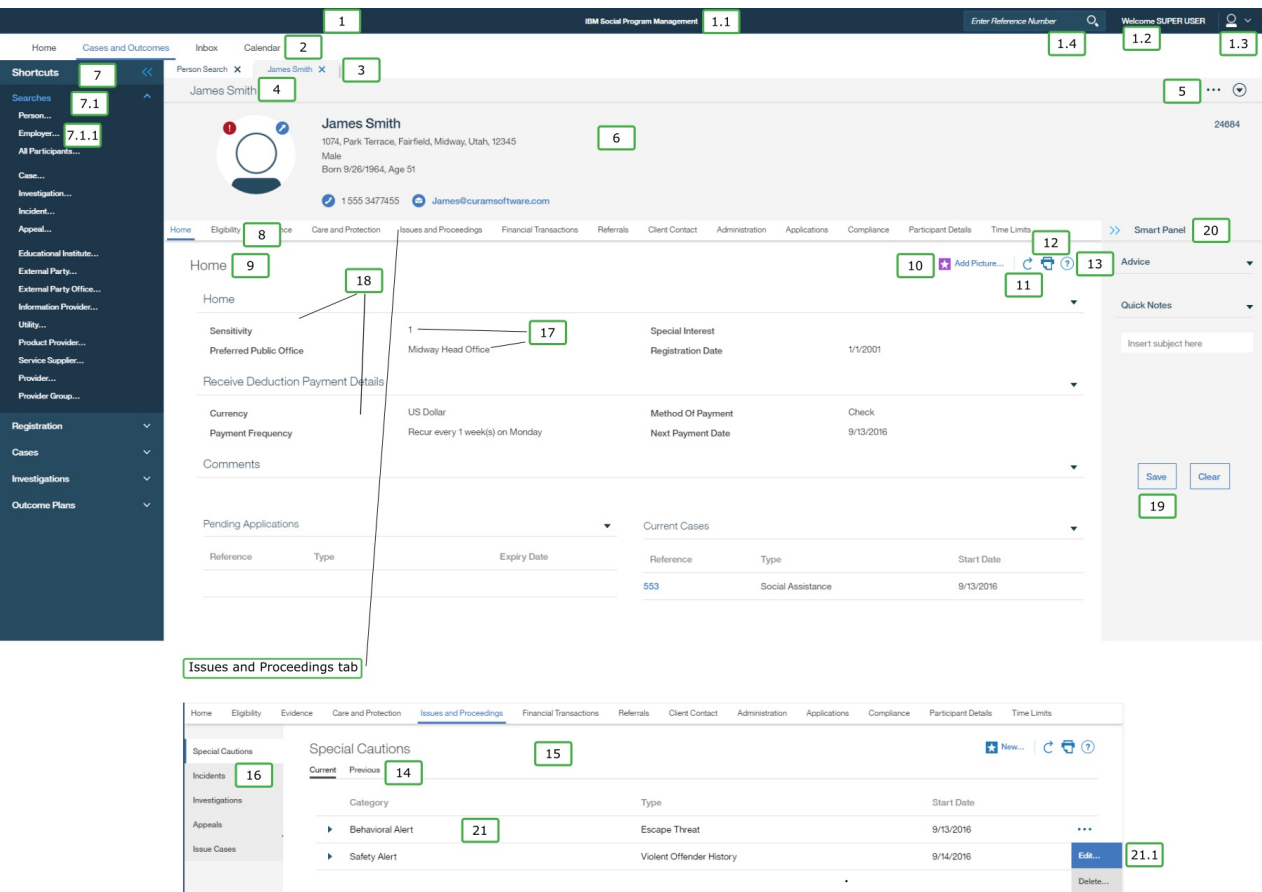 1 IBM Social Program Management 1.1 Enter Reference Number Welcome SUPER USER
1.4 1.2 1.3
Home Cases and Outcomes Inbox Calendar 2
Shortcuts 7 Person Search X James Smith X 3
James Smith 4 5
Searches 7.1
Person...
Employer... 7.1.1
All Participants...
Case...
Investigation...
Incident...
Appeal...
Educational Institute...
External Party...
External Party Office...
Information Provider...
Utility...
Product Provider...
Service Supplier...
Provider...
Provider Group...
Registration
Cases
Investigations
Outcome Plans
James Smith 24684
1074, Park Terrace, Fairfield, Midway, Utah, 12345 6
Male
Born 9/26/1964, Age 51
1 555 3477455 James@curamsoftware.com
Home Eligibility 8 Care and Protection Issues and Proceedings Financial Transactions Referrals Client Contact Administration Applications Compliance Participant Details Time Limits
12
Home 9 10 Add Picture... ? 13
18 11
Home
Sensitivity 1 17 Special Interest
Preferred Public Office Midway Head Office Registration Date 1/1/2001
Receive Deduction Payment Details
Currency US Dollar Method Of Payment Check
Payment Frequency Recur every 1 week(s) on Monday Next Payment Date 9/13/2016
Comments
Pending Applications Current Cases
Reference Type Expiry Date Reference Type Start Date
553 Social Assistance 9/13/2016
Smart Panel 20
Advice
Quick Notes
Insert subject here
Save Clear
19
Issues and Proceedings tab
Home Eligibility Evidence Care and Protection Issues and Proceedings Financial Transactions Referrals Client Contact Administration Applications Compliance Participant Details Time Limits
Special Cautions
Incidents 16
Investigations
Appeals
Issue Cases
Special Cautions 15 New... ?
Current Previous 14
Category Type Start Date
Behavioral Alert 21 Escape Threat 9/13/2016
Safety Alert Violent Offender History 9/14/2016 Edit... 21.1
Delete...